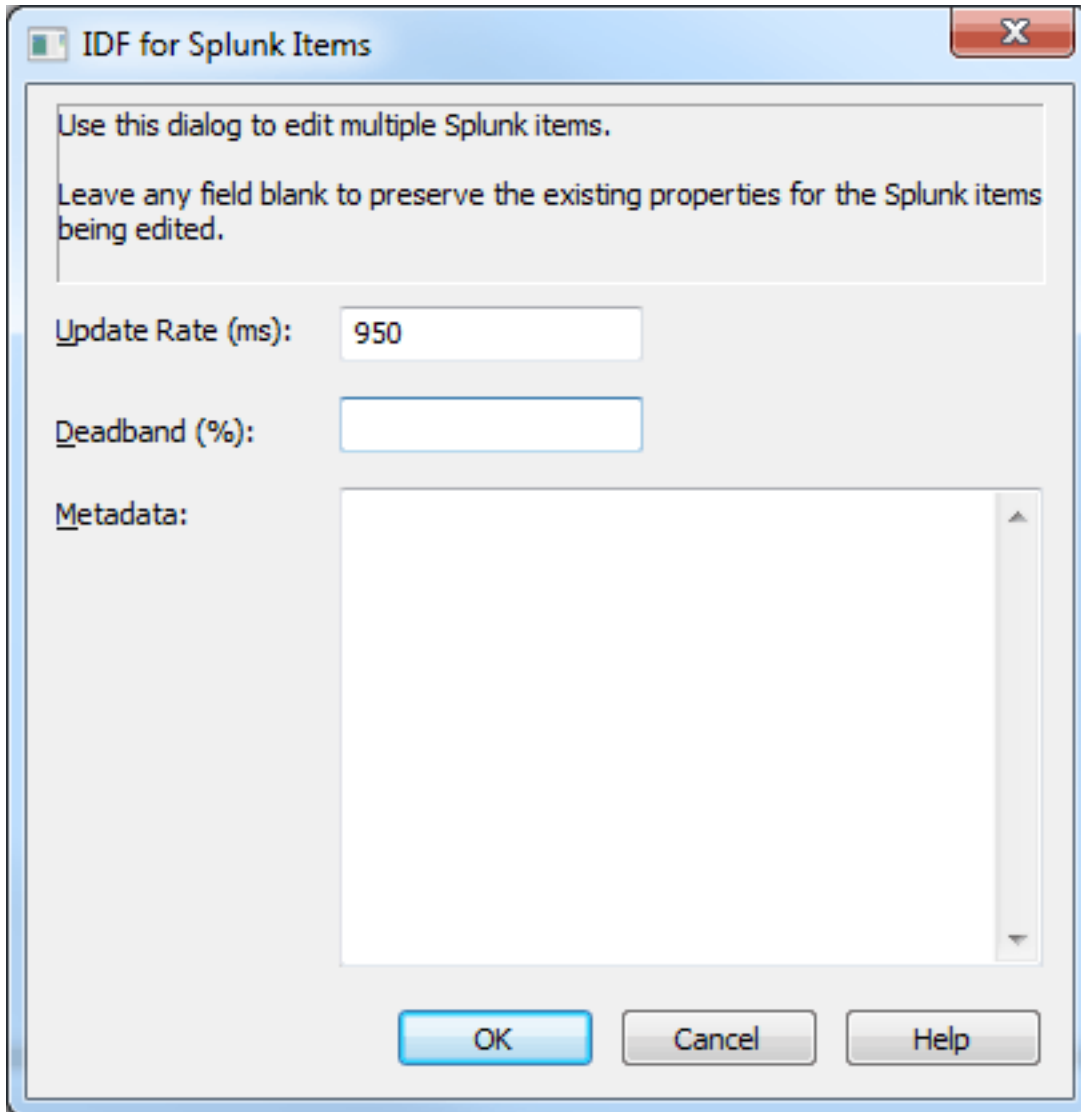 IDF for Splunk Items
Use this dialog to edit multiple Splunk items.
Leave any field blank to preserve the existing properties for the Splunk items
being edited.
Update Rate (ms): 950
Deadband (%):
Metadata:
OK Cancel Help